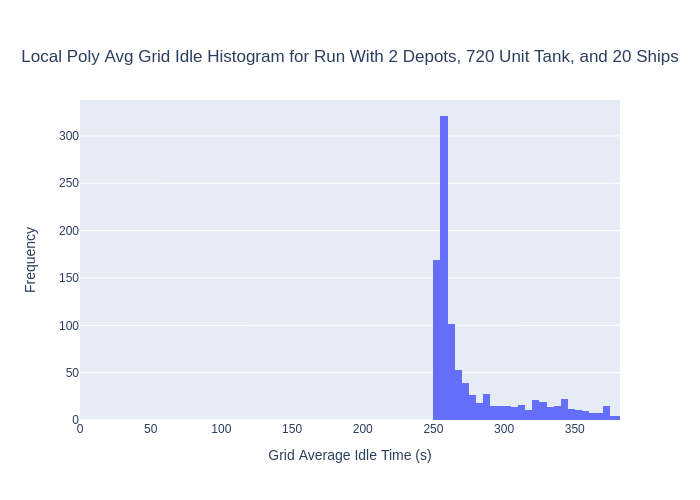 Local Poly Avg Grid Idle Histogram for Run With 2 Depots, 720 Unit Tank, and 20 Ships
300
250
200
150
100
50
0
Frequency
0 50 100 150 200 250 300 350
Grid Average Idle Time (s)